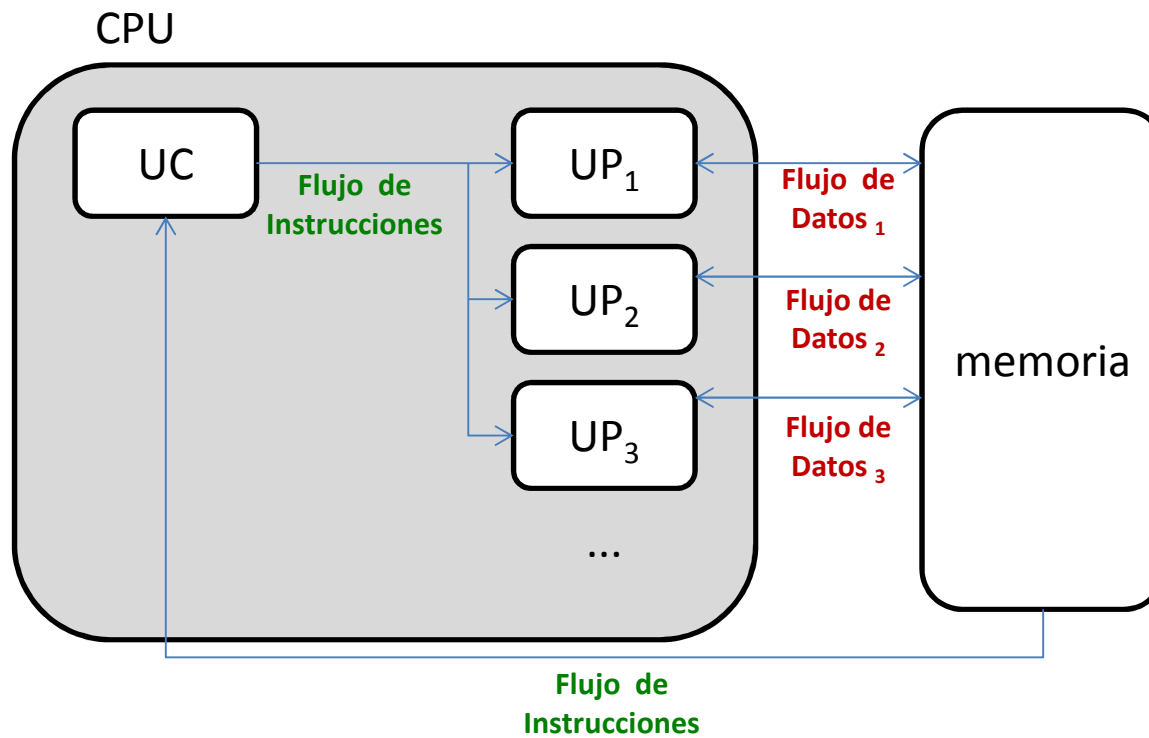 CPU
UC
Flujo de
Instrucciones
UP1
Flujo de
Datos 1
UP2
Flujo de
Datos 2
memoria
UP3
Flujo de
Datos 3
...
Flujo de
Instrucciones